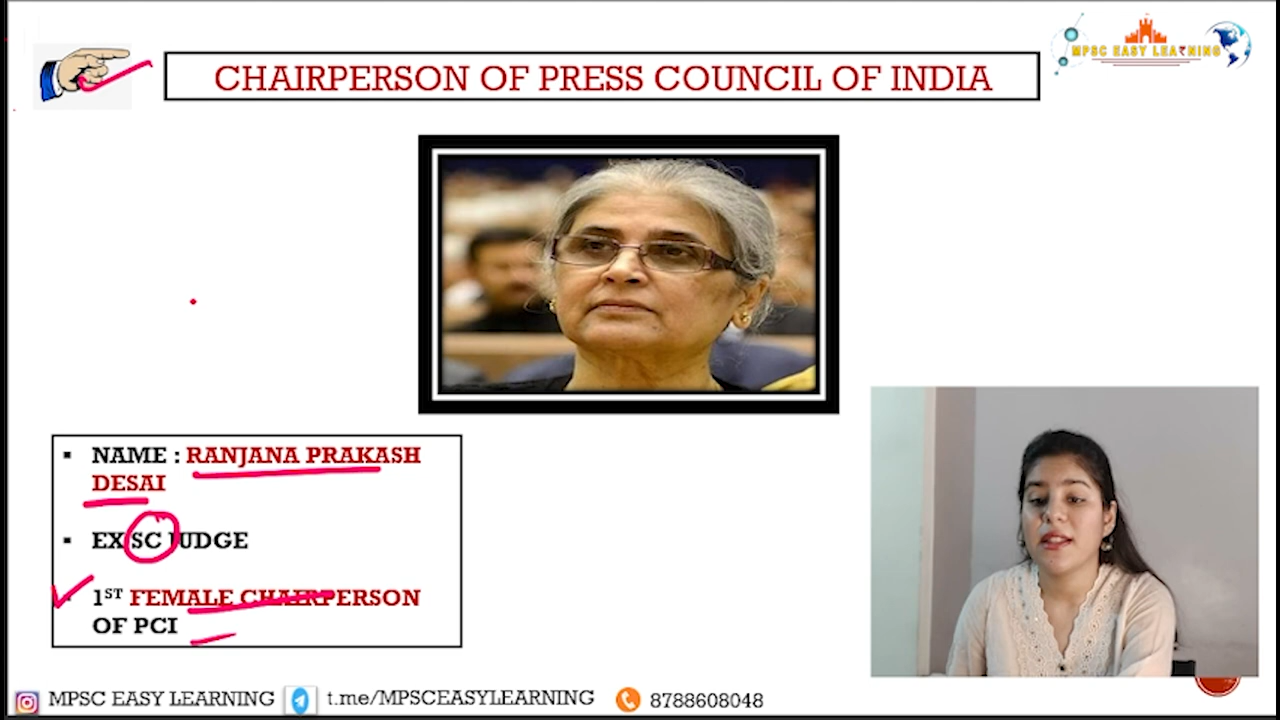 CHAIRPERSON OF PRESS COUNCIL OF INDIA
MPSC EASY LEARNING
NAME : RANJANA PRAKASH
DESAI
EX SC JUDGE
1ST FEMALE CHAIRPERSON
OF PCI
MPSC EASY LEARNING t.me/MPSCEASYLEARNING 8788608048